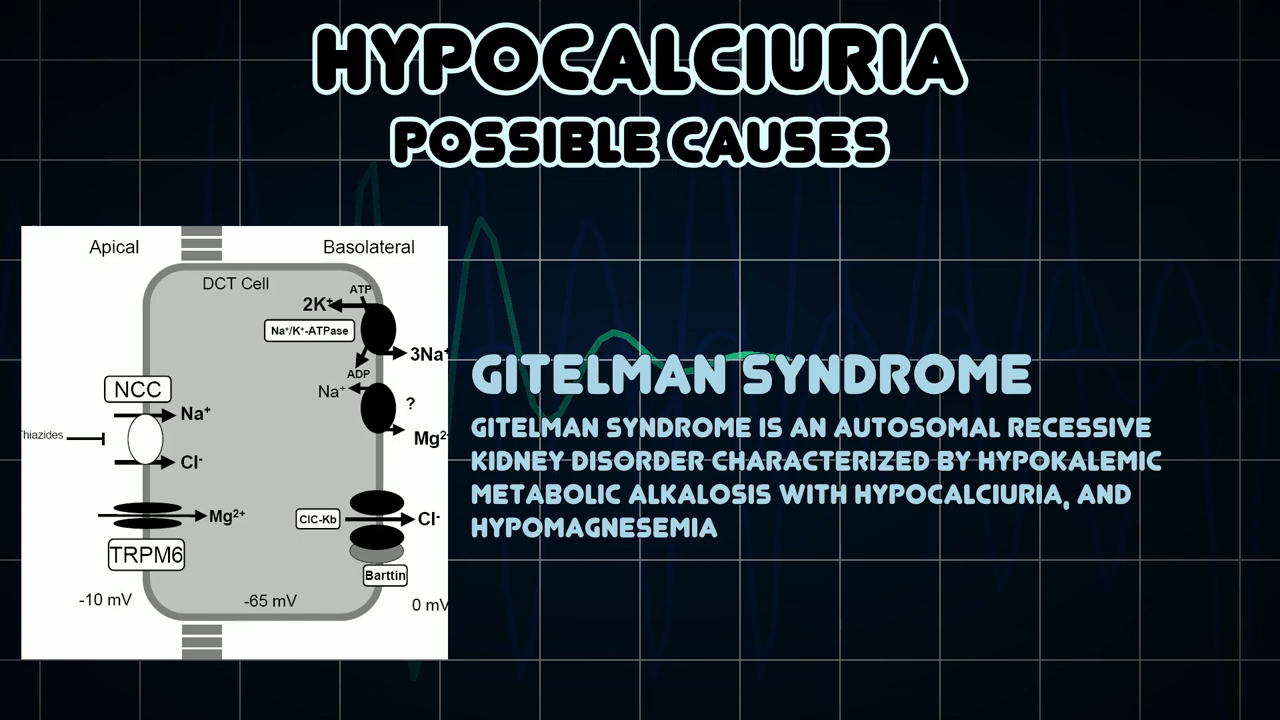 HYPOCALCIURIA
POSSIBLE CAUSES
Apical
Basolateral
DCT Cell
ATP
2K⁺
Na⁺/K⁺-ATPase
3Na⁺
ADP
Na⁺
?
NCC
Na⁺
Mg²
hiazides
Cl⁻
Mg²⁺
ClC-Kb
Cl⁻
TRPM6
Barttin
-10 mV
-65 mV
0 mV
GITELMAN SYNDROME
GITELMAN SYNDROME IS AN AUTOSOMAL RECESSIVE
KIDNEY DISORDER CHARACTERIZED BY HYPOKALEMIC
METABOLIC ALKALOSIS WITH HYPOCALCIURIA, AND
HYPOMAGNESEMIA